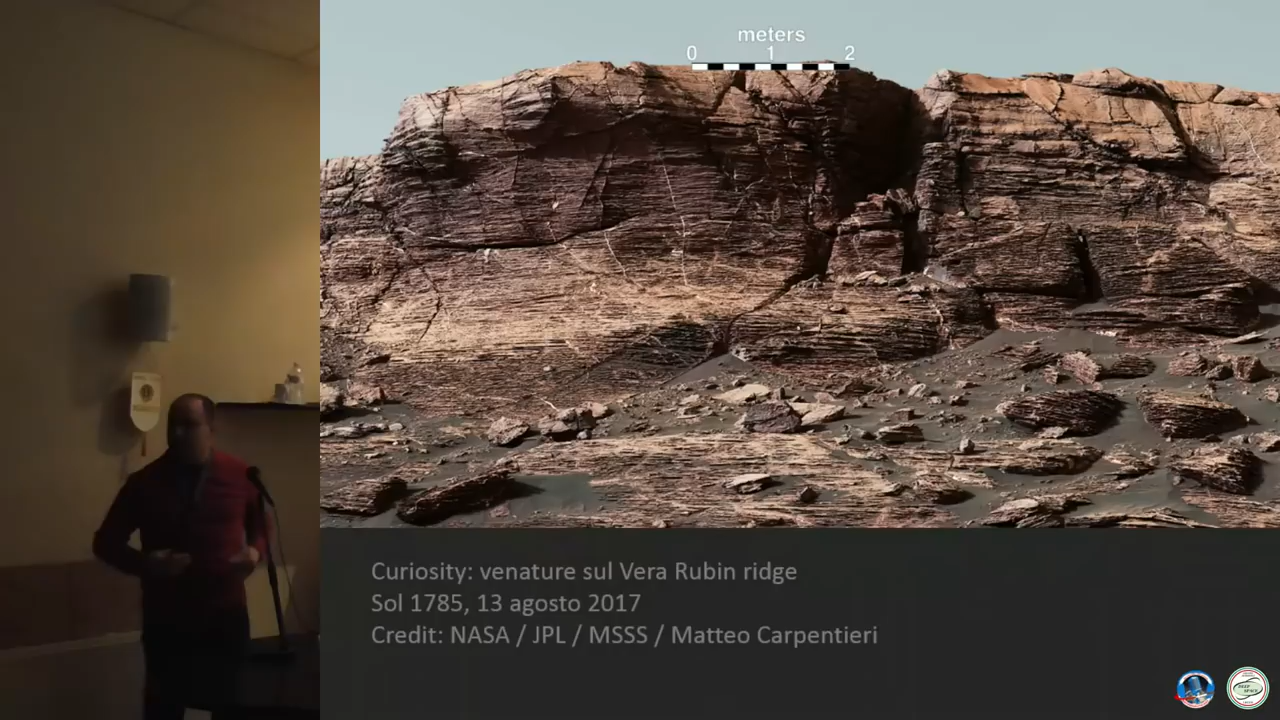 meters
0 1 2
Curiosity: venature sul Vera Rubin ridge
Sol 1785, 13 agosto 2017
Credit: NASA / JPL / MSSS / Matteo Carpentieri